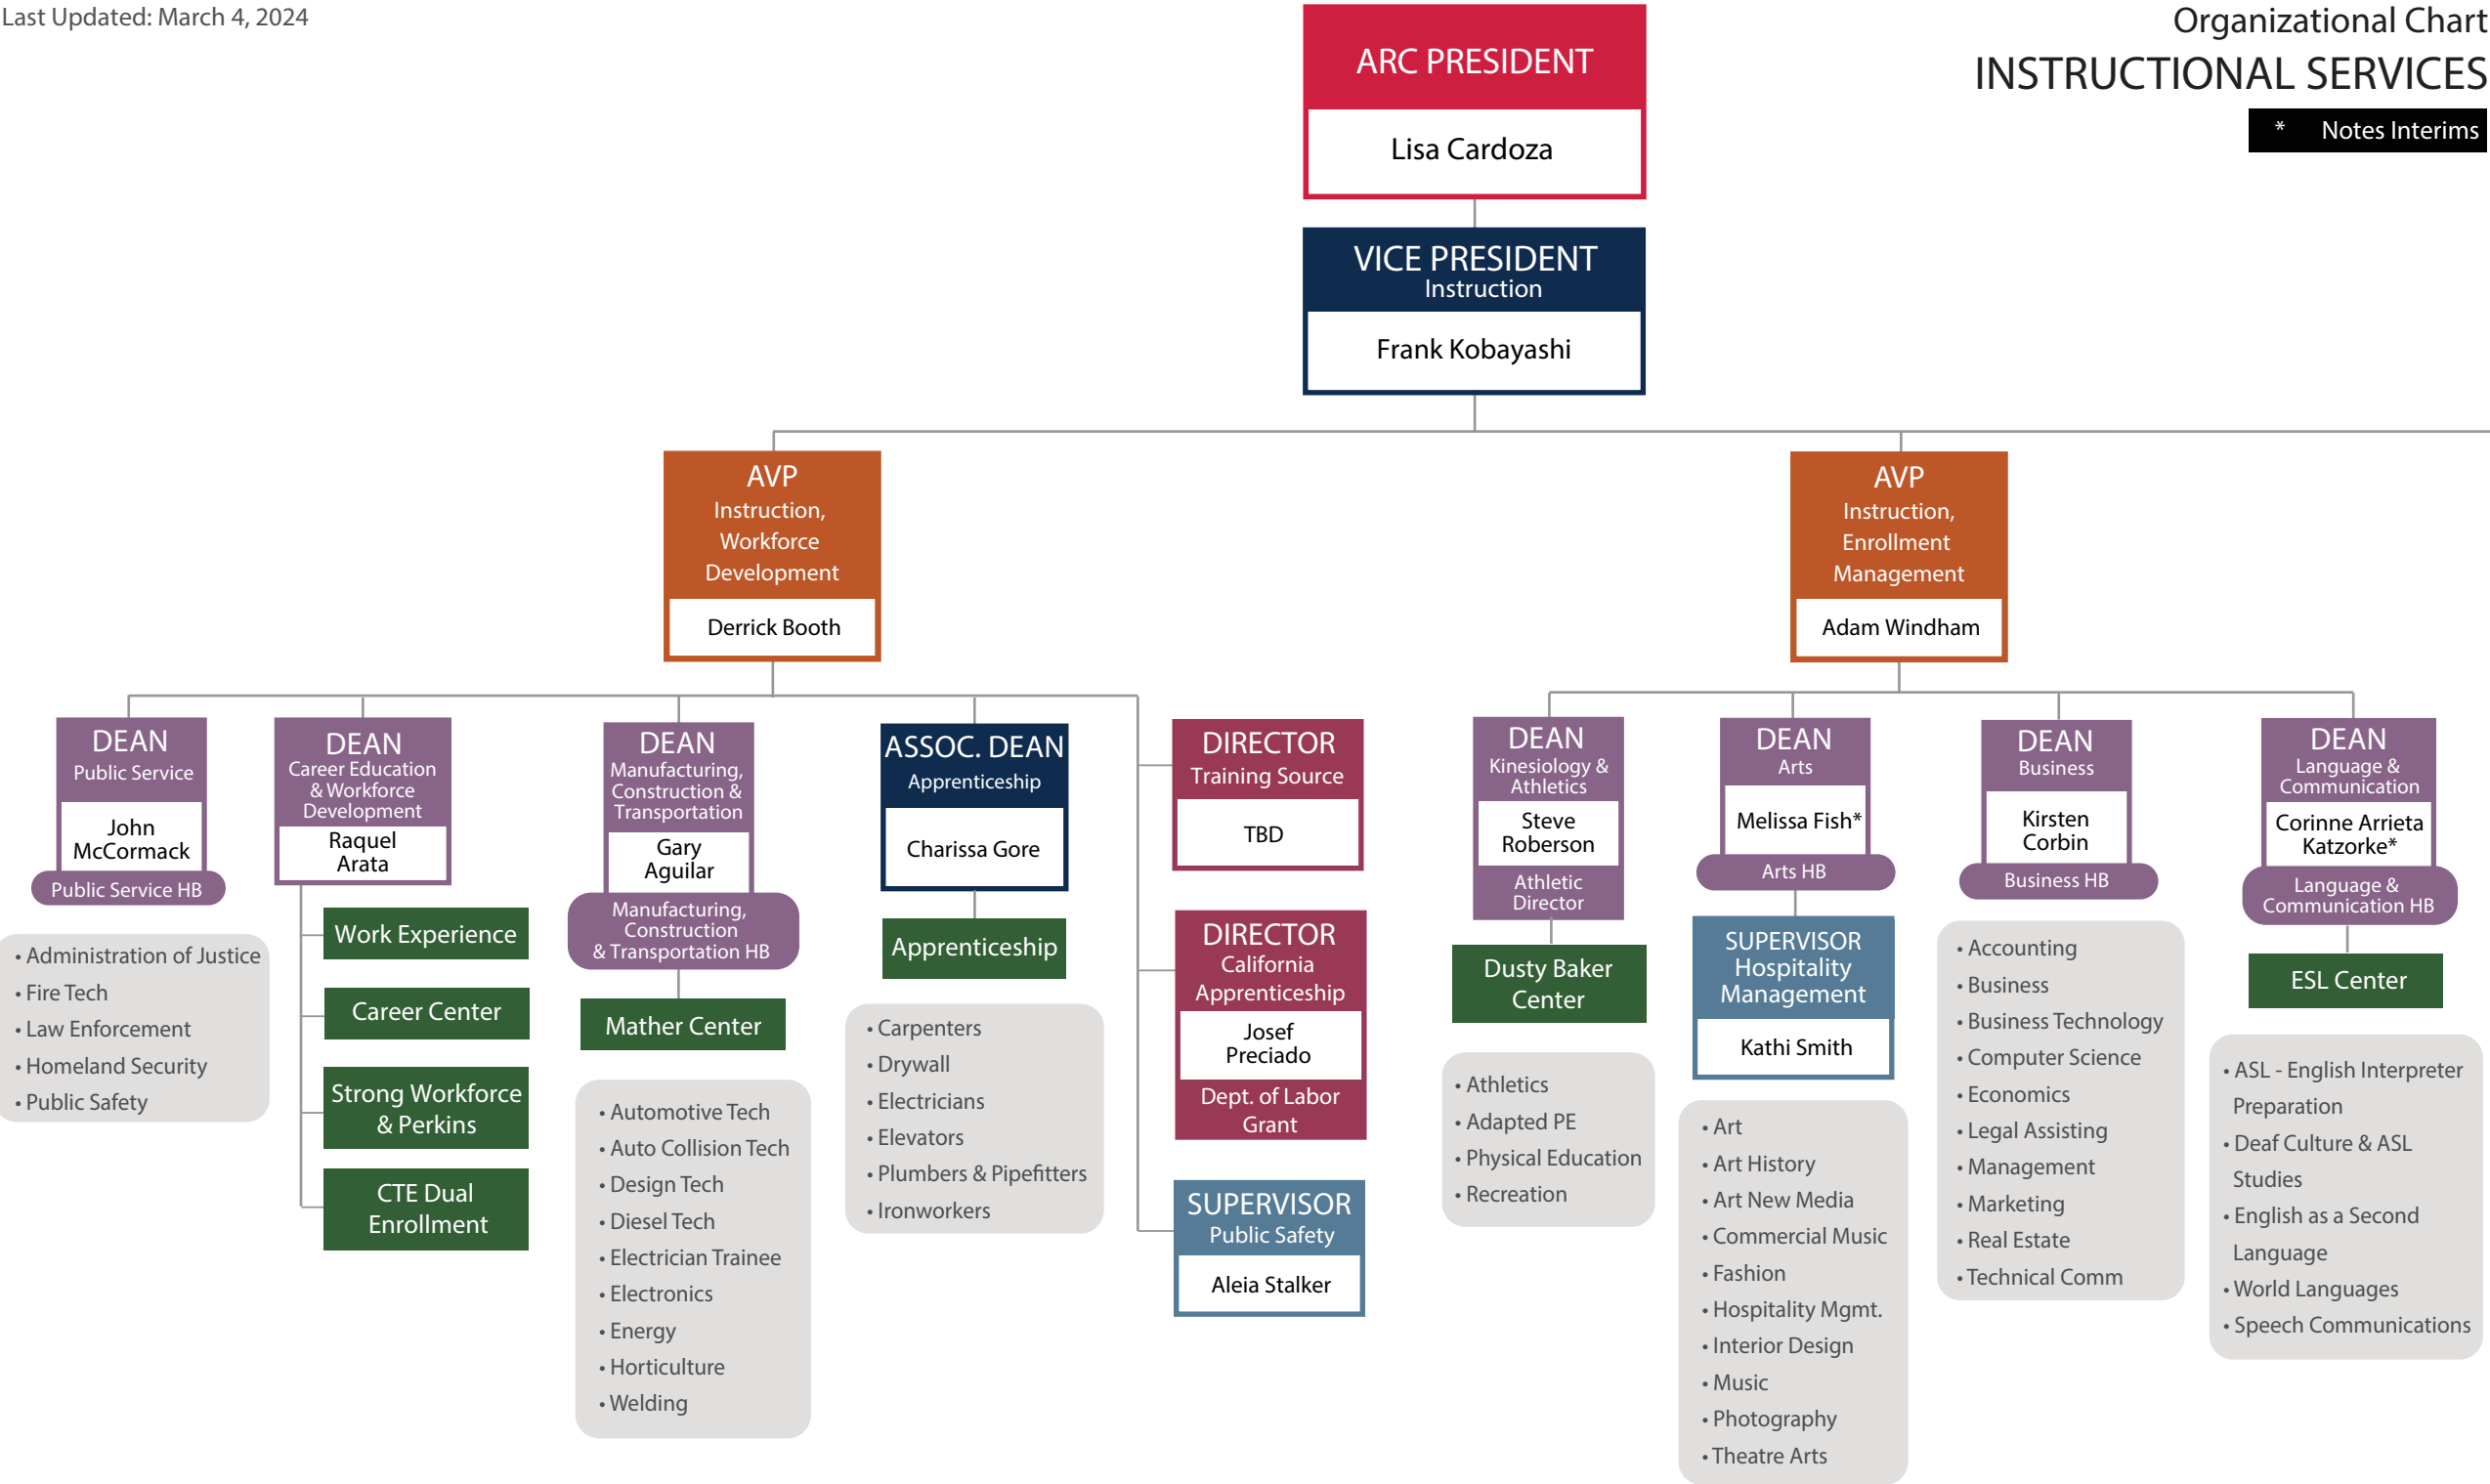 Last Updated: March 4, 2024
Organizational Chart
INSTRUCTIONAL SERVICES
* Notes Interims
ARC PRESIDENT
Lisa Cardoza
VICE PRESIDENT
Instruction
Frank Kobayashi
AVP
Instruction,
Workforce
Development
Derrick Booth
AVP
Instruction,
Enrollment
Management
Adam Windham
DEAN
Public Service
John
McCormack
Public Service HB
• Administration of Justice
• Fire Tech
• Law Enforcement
• Homeland Security
• Public Safety
DEAN
Career Education
& Workforce
Development
Raquel
Arata
Work Experience
Career Center
Strong Workforce
& Perkins
CTE Dual
Enrollment
DEAN
Manufacturing,
Construction &
Transportation
Gary
Aguilar
Manufacturing,
Construction
& Transportation HB
Mather Center
• Automotive Tech
• Auto Collision Tech
• Design Tech
• Diesel Tech
• Electrician Trainee
• Electronics
• Energy
• Horticulture
• Welding
ASSOC. DEAN
Apprenticeship
Charissa Gore
Apprenticeship
• Carpenters
• Drywall
• Electricians
• Elevators
• Plumbers & Pipefitters
• Ironworkers
DIRECTOR
Training Source
TBD
DIRECTOR
California
Apprenticeship
Josef
Preciado
Dept. of Labor
Grant
SUPERVISOR
Public Safety
Aleia Stalker
DEAN
Kinesiology &
Athletics
Steve
Roberson
Athletic
Director
Dusty Baker
Center
• Athletics
• Adapted PE
• Physical Education
• Recreation
DEAN
Arts
Melissa Fish*
Arts HB
SUPERVISOR
Hospitality
Management
Kathi Smith
• Art
• Art History
• Art New Media
• Commercial Music
• Fashion
• Hospitality Mgmt.
• Interior Design
• Music
• Photography
• Theatre Arts
DEAN
Business
Kirsten
Corbin
Business HB
• Accounting
• Business
• Business Technology
• Computer Science
• Economics
• Legal Assisting
• Management
• Marketing
• Real Estate
• Technical Comm
DEAN
Language &
Communication
Corinne Arrieta
Katzorke*
Language &
Communication HB
ESL Center
• ASL - English Interpreter
Preparation
• Deaf Culture & ASL
Studies
• English as a Second
Language
• World Languages
• Speech Communications